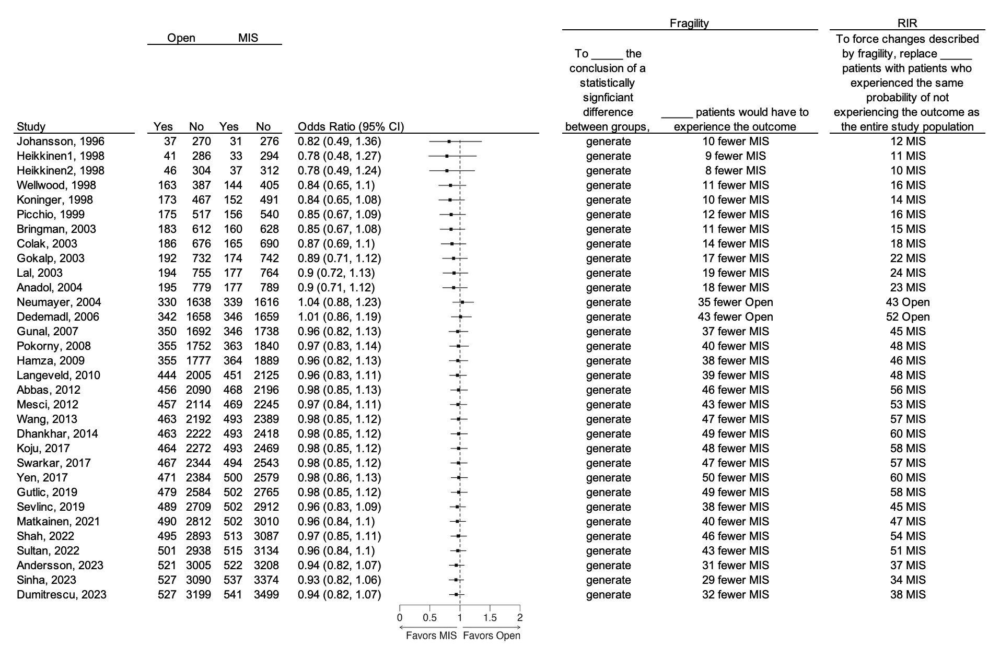 Fragility RIR
Open MIS
To force changes described
To _____ the by fragility, replace _____
conclusion of a patients with patients who
statistically experienced the same
signficiant probability of not
difference _____ patients would have to experiencing the outcome as
Study Yes No Yes No Odds Ratio (95% CI) between groups, experience the outcome the entire study population
Johansson, 1996 37 270 31 276 0.82 (0.49, 1.36) generate 10 fewer MIS 12 MIS
Heikkinen1, 1998 41 286 33 294 0.78 (0.48, 1.27) generate 9 fewer MIS 11 MIS
Heikkinen2, 1998 46 304 37 312 0.78 (0.49, 1.24) generate 8 fewer MIS 10 MIS
Wellwood, 1998 163 387 144 405 0.84 (0.65, 1.1) generate 11 fewer MIS 16 MIS
Koninger, 1998 173 467 152 491 0.84 (0.65, 1.08) generate 10 fewer MIS 14 MIS
Picchio, 1999 175 517 156 540 0.85 (0.67, 1.09) generate 12 fewer MIS 16 MIS
Bringman, 2003 183 612 160 628 0.85 (0.67, 1.08) generate 11 fewer MIS 15 MIS
Colak, 2003 186 676 165 690 0.87 (0.69, 1.1) generate 14 fewer MIS 18 MIS
Gokalp, 2003 192 732 174 742 0.89 (0.71, 1.12) generate 17 fewer MIS 22 MIS
Lal, 2003 194 755 177 764 0.9 (0.72, 1.13) generate 19 fewer MIS 24 MIS
Anadol, 2004 195 779 177 789 0.9 (0.71, 1.12) generate 18 fewer MIS 23 MIS
Neumayer, 2004 330 1638 339 1616 1.04 (0.88, 1.23) generate 35 fewer Open 43 Open
Dedemadl, 2006 342 1658 346 1659 1.01 (0.86, 1.19) generate 43 fewer Open 52 Open
Gunal, 2007 350 1692 346 1738 0.96 (0.82, 1.13) generate 37 fewer MIS 45 MIS
Pokorny, 2008 355 1752 363 1840 0.97 (0.83, 1.14) generate 40 fewer MIS 48 MIS
Hamza, 2009 355 1777 364 1889 0.96 (0.82, 1.13) generate 38 fewer MIS 46 MIS
Langeveld, 2010 444 2005 451 2125 0.96 (0.83, 1.11) generate 39 fewer MIS 48 MIS
Abbas, 2012 456 2090 468 2196 0.98 (0.85, 1.13) generate 46 fewer MIS 56 MIS
Mesci, 2012 457 2114 469 2245 0.97 (0.84, 1.11) generate 43 fewer MIS 53 MIS
Wang, 2013 463 2192 493 2389 0.98 (0.85, 1.12) generate 47 fewer MIS 57 MIS
Dhankhar, 2014 463 2222 493 2418 0.98 (0.85, 1.12) generate 49 fewer MIS 60 MIS
Koju, 2017 464 2272 493 2469 0.98 (0.85, 1.12) generate 48 fewer MIS 58 MIS
Swarkar, 2017 467 2344 494 2543 0.98 (0.85, 1.12) generate 47 fewer MIS 57 MIS
Yen, 2017 471 2384 500 2579 0.98 (0.86, 1.13) generate 50 fewer MIS 60 MIS
Gutlic, 2019 479 2584 502 2765 0.98 (0.85, 1.12) generate 49 fewer MIS 58 MIS
Sevlinc, 2019 489 2709 502 2912 0.96 (0.83, 1.09) generate 38 fewer MIS 45 MIS
Matkainen, 2021 490 2812 502 3010 0.96 (0.84, 1.1) generate 40 fewer MIS 47 MIS
Shah, 2022 495 2893 513 3087 0.97 (0.85, 1.11) generate 46 fewer MIS 54 MIS
Sultan, 2022 501 2938 515 3134 0.96 (0.84, 1.1) generate 43 fewer MIS 51 MIS
Andersson, 2023 521 3005 522 3208 0.94 (0.82, 1.07) generate 31 fewer MIS 37 MIS
Sinha, 2023 527 3090 537 3374 0.93 (0.82, 1.06) generate 29 fewer MIS 34 MIS
Dumitrescu, 2023 527 3199 541 3499 0.94 (0.82, 1.07) generate 32 fewer MIS 38 MIS
0 0.5 1 1.5 2
Favors MIS Favors Open